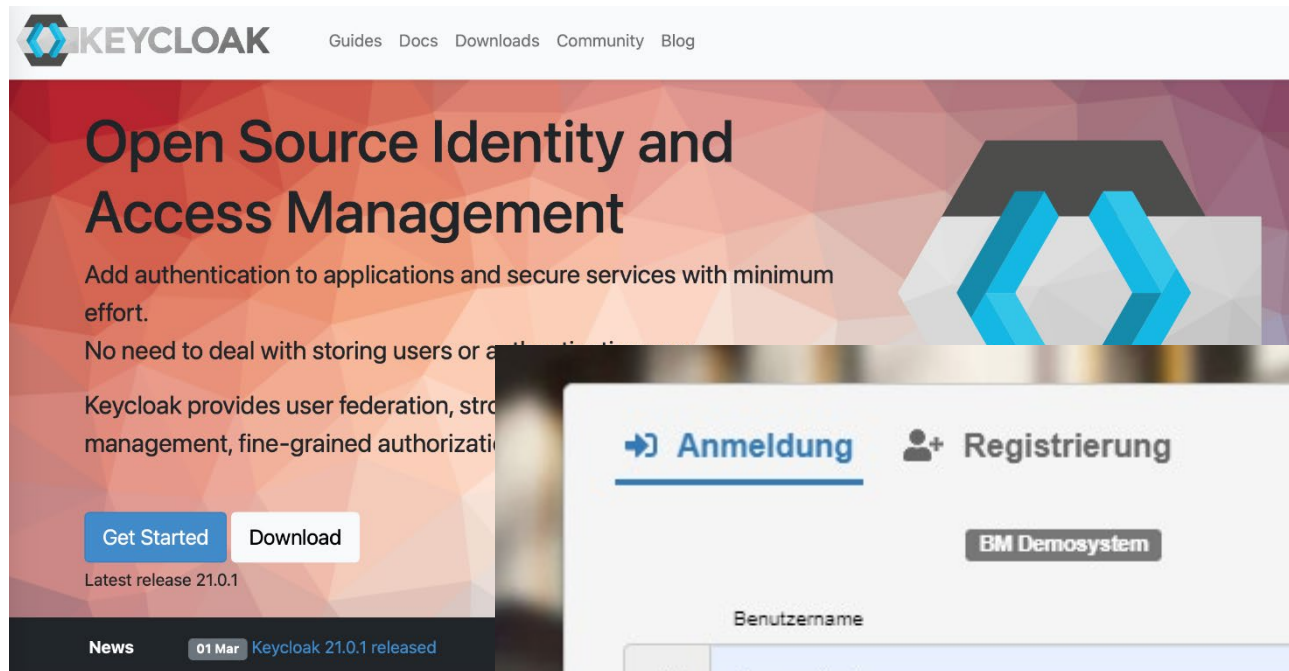 KEYCLOAK
Guides Docs Downloads Community Blog
Open Source Identity and
Access Management
Add authentication to applications and secure services with minimum
effort.
No need to deal with storing users or
Keycloak provides user federation,
management, fine-grained
Get Started Download
Latest release 21.0.1
News 01 Mar Keycloak 21.0.1 released
Anmeldung Registrierung
BM Demosystem
Benutzername